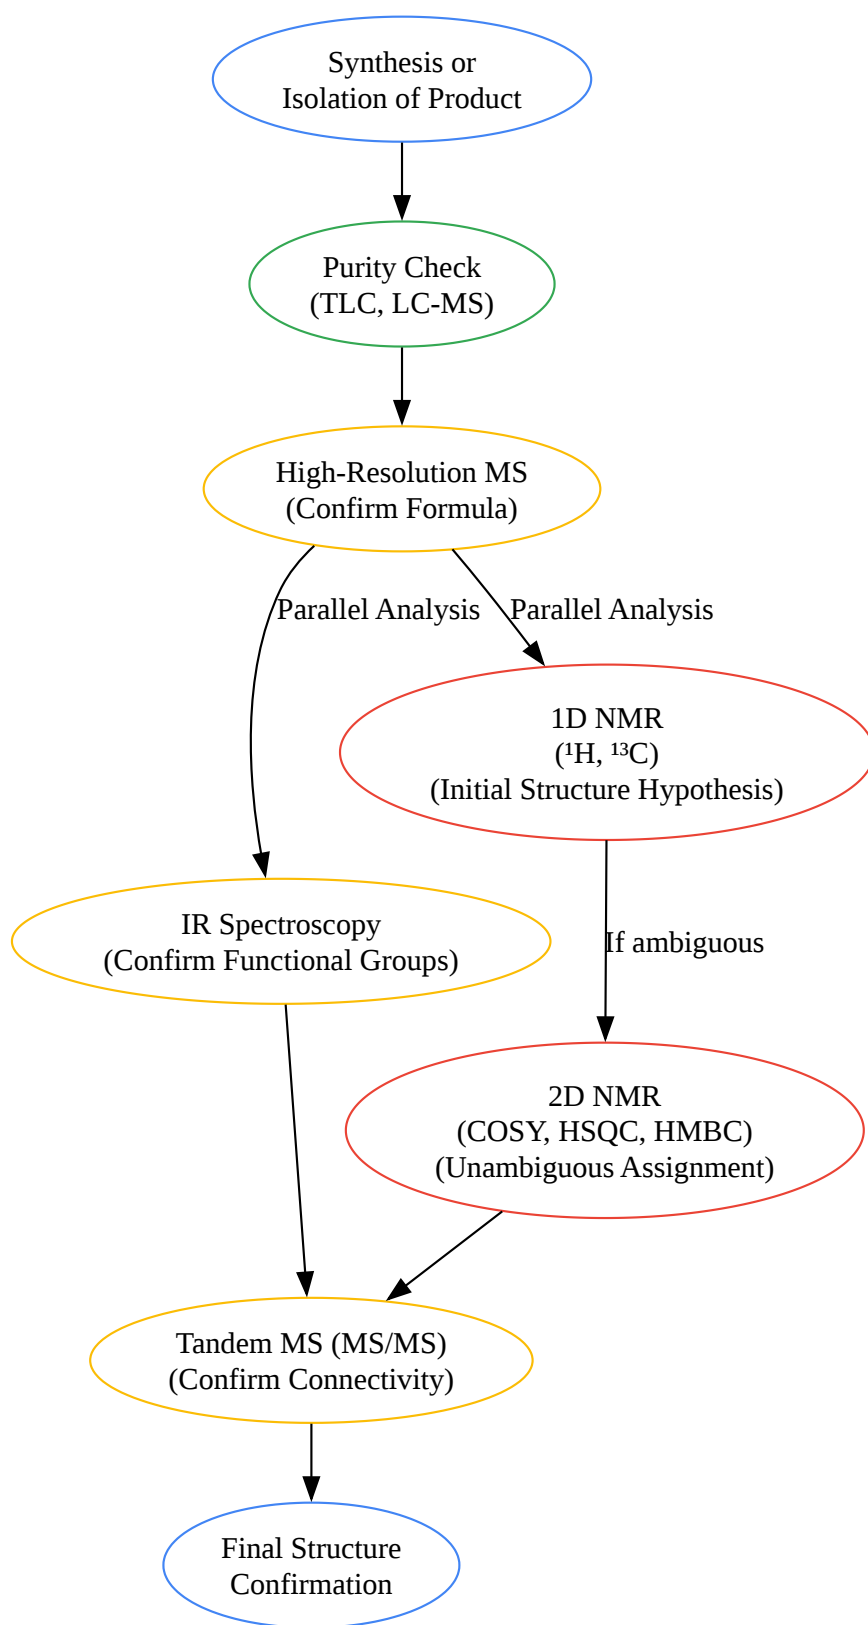 Synthesis or
Isolation of Product
Purity Check
(TLC, LC-MS)
High-Resolution MS
(Confirm Formula)
Parallel Analysis
Parallel Analysis
1D NMR
(¹H, ¹³C)
(Initial Structure Hypothesis)
IR Spectroscopy
(Confirm Functional Groups)
If ambiguous
2D NMR
(COSY, HSQC, HMBC)
(Unambiguous Assignment)
Tandem MS (MS/MS)
(Confirm Connectivity)
Final Structure
Confirmation